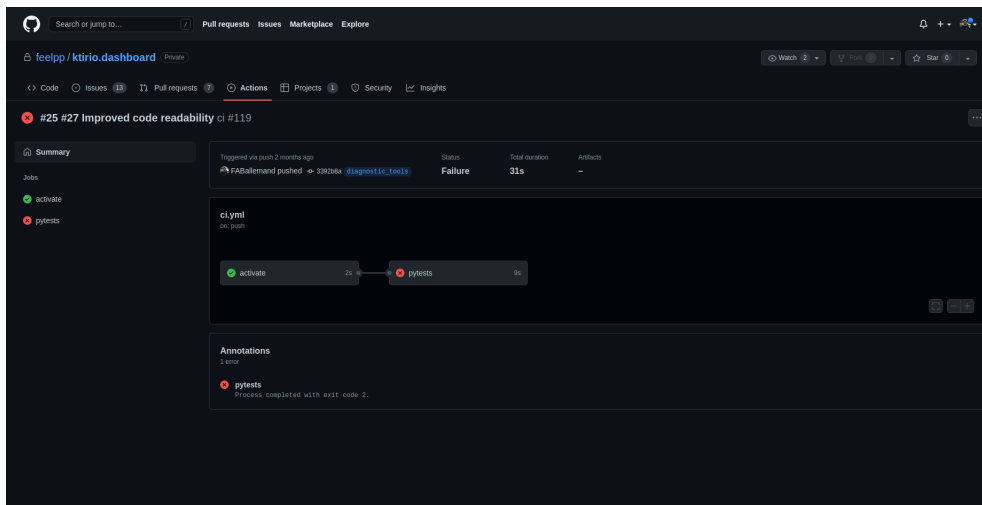 Search or jump to... / Pull requests Issues Marketplace Explore
feelpp / ktirio.dashboard Private Watch 2 Fork Star 0
Code Issues 13 Pull requests 7 Actions Projects 1 Security Insights
#25 #27 Improved code readability ci #119
Summary
Jobs
activate
pytests
Triggered via push 2 months ago Status Total duration Artifacts
FABallemand pushed 3392b8a diagnostic_tools Failure 31s –
ci.yml
on: push
activate 2s pytests 9s
Annotations
1 error
pytests
Process completed with exit code 2.